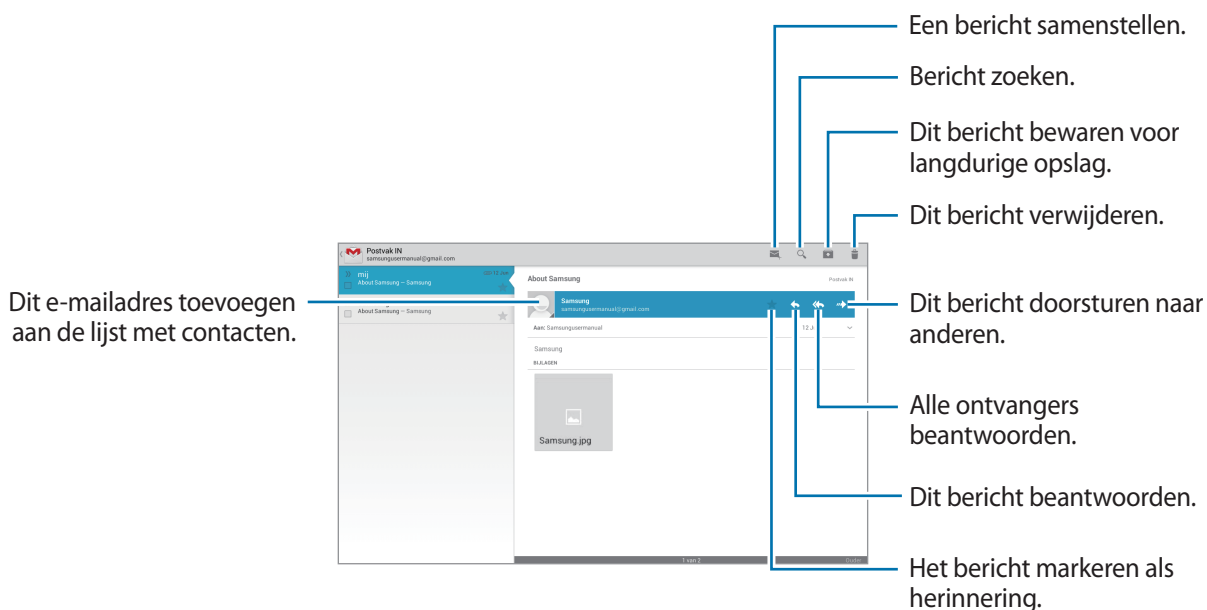 Een bericht samenstellen.
Bericht zoeken.
Dit bericht bewaren voor
langdurige opslag.
Dit bericht verwijderen.
Dit e-mailadres toevoegen
aan de lijst met contacten.
Postvak IN
samsungusermanual@gmail.com
mij
About Samsung – Samsung
About Samsung – Samsung
About Samsung
Postvak IN
Samsung
samsungusermanual@gmail.com
Aan: Samsungusermanual
12 J
Samsung
BIJLAGEN
Samsung.jpg
1 van 2
Ouder
Dit bericht doorsturen naar
anderen.
Alle ontvangers
beantwoorden.
Dit bericht beantwoorden.
Het bericht markeren als
herinnering.